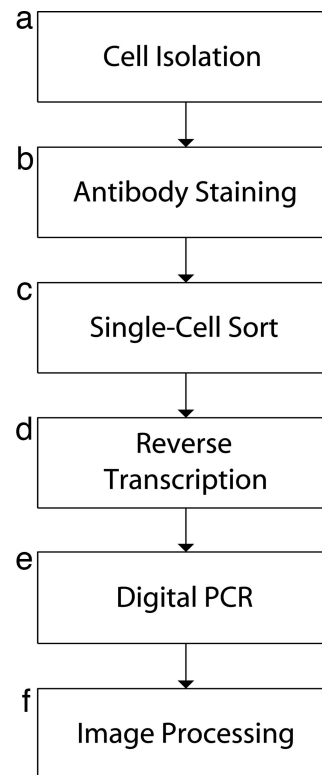 a
Cell Isolation
b
Antibody Staining
c
Single-Cell Sort
d
Reverse
Transcription
e
Digital PCR
f
Image Processing